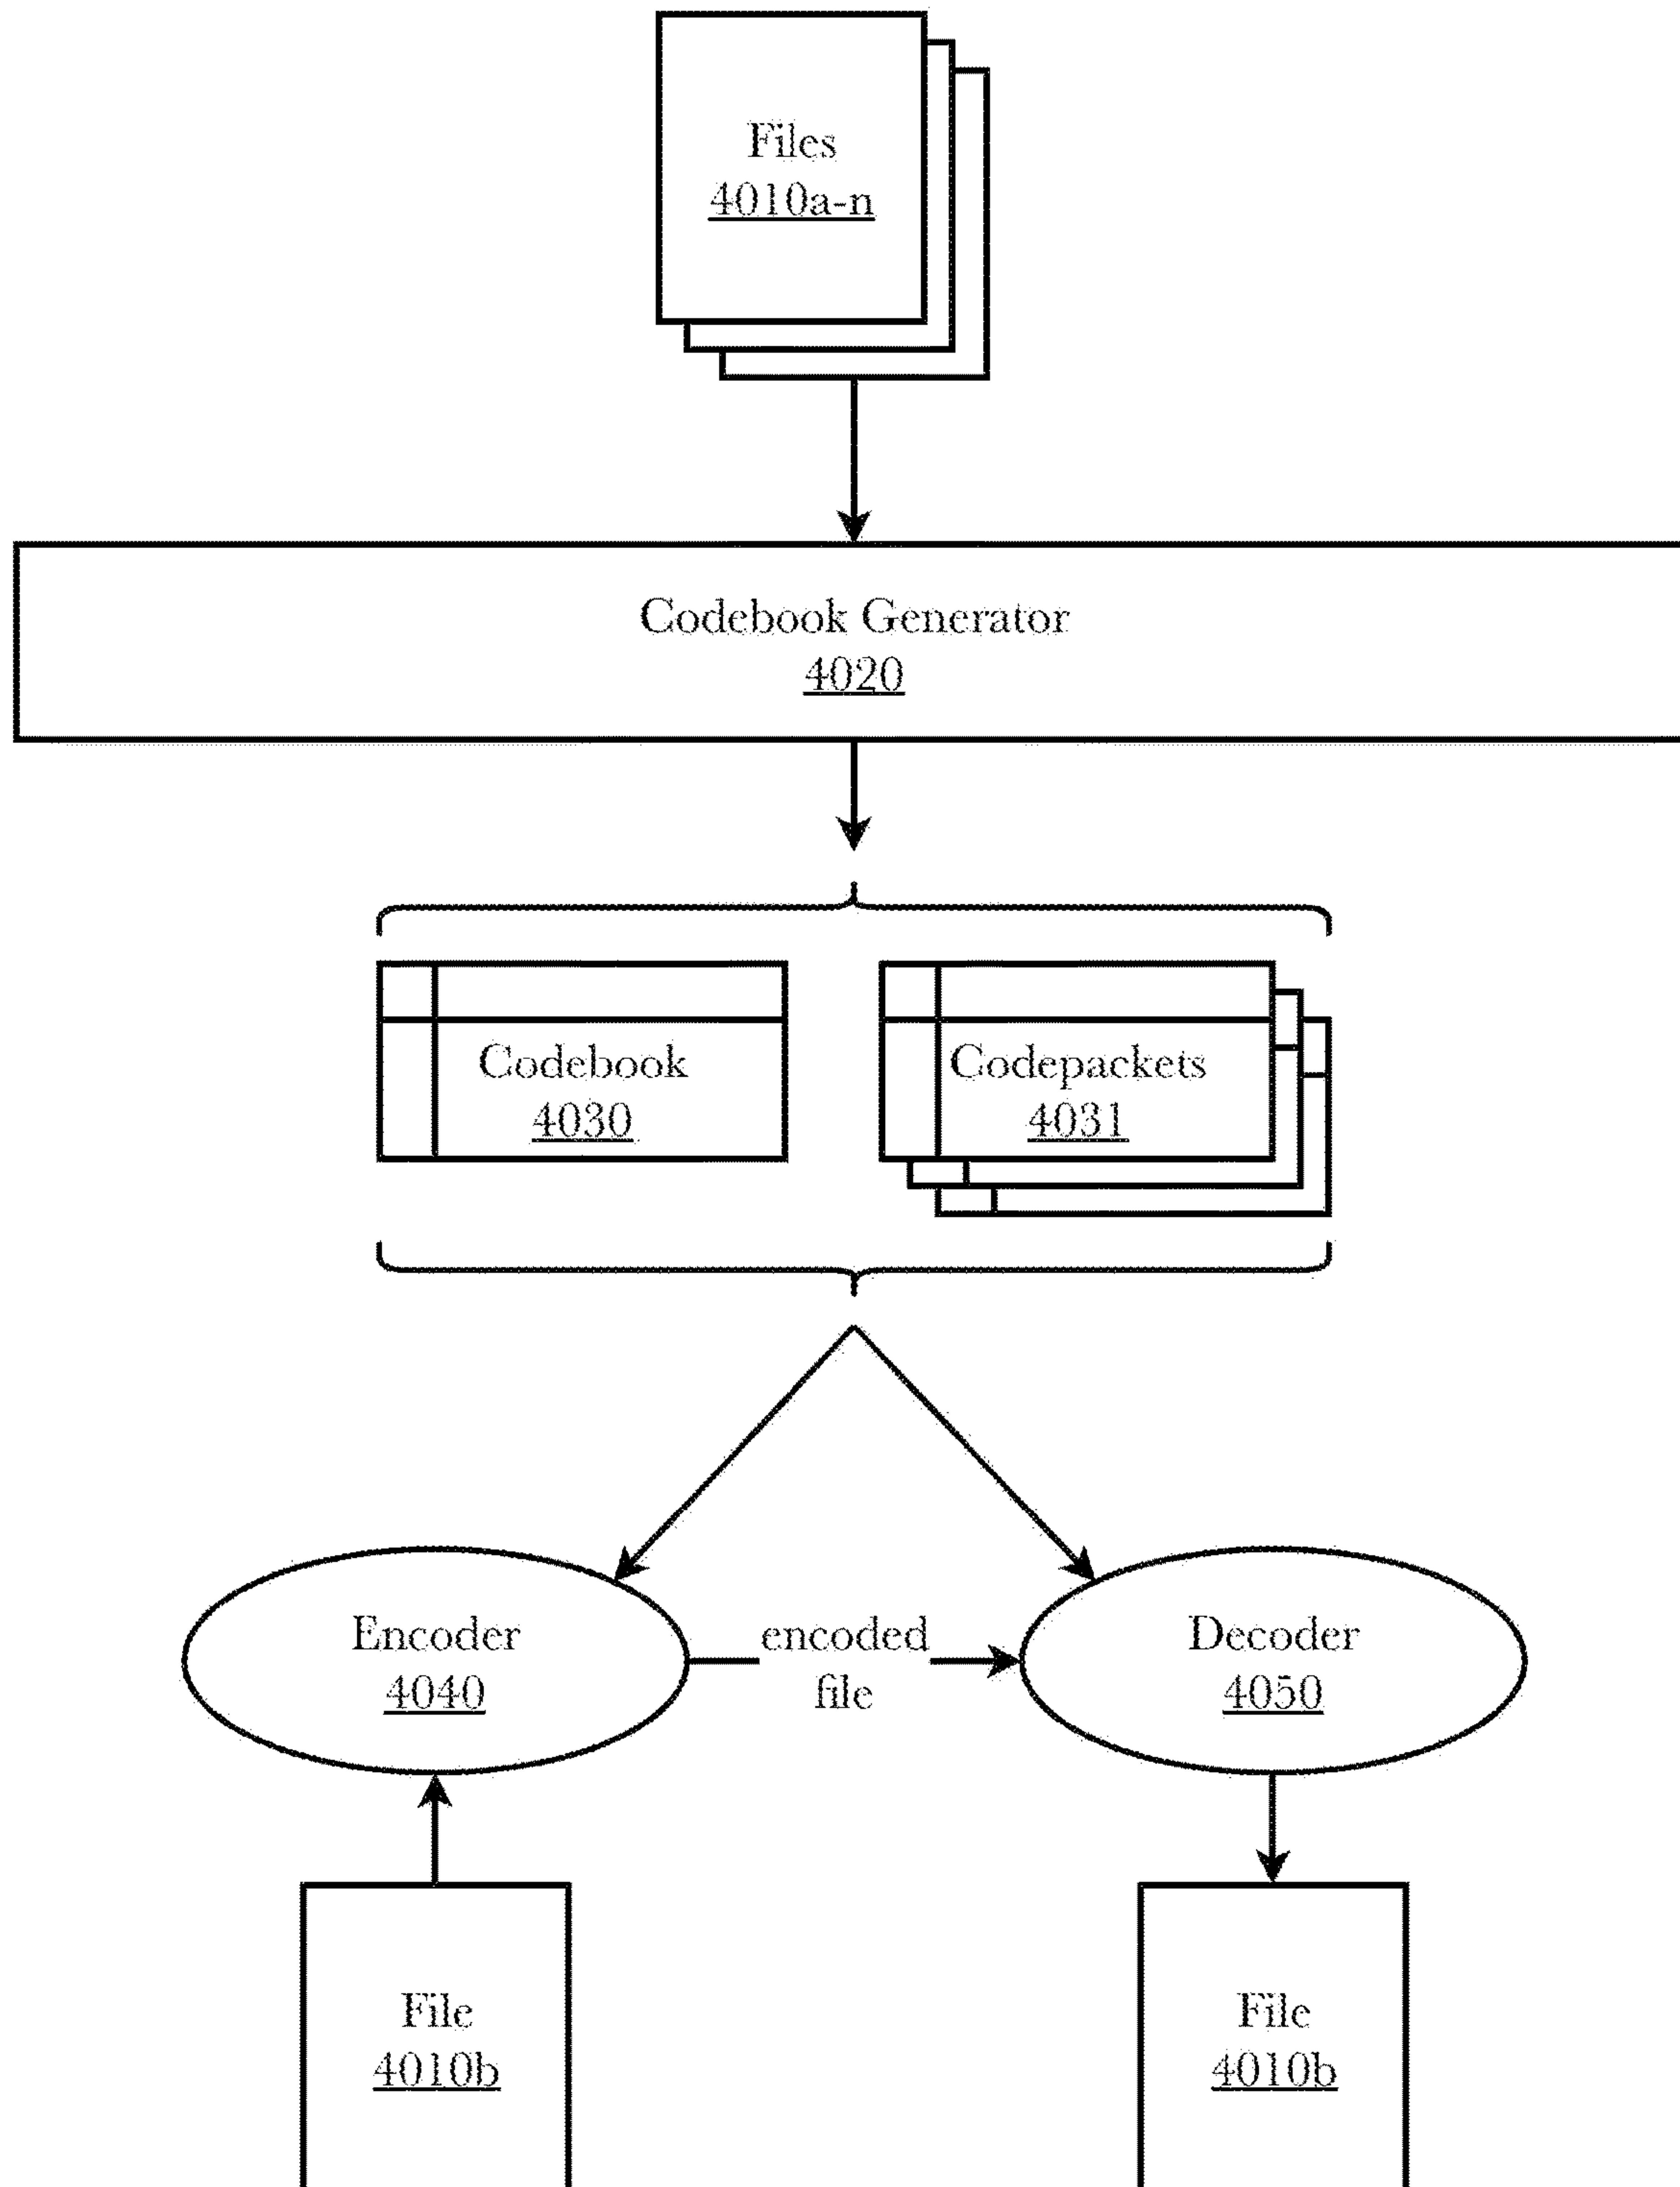 Files
4010a-n
Codebook Generator
4020
Codebook
4030
Codepackets
4031
Encoder
4040
encoded
file
Decoder
4050
File
4010b
File
4010b